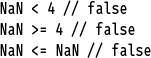 NaN < 4 // false
NaN >= 4 // false
NaN <= NaN // false